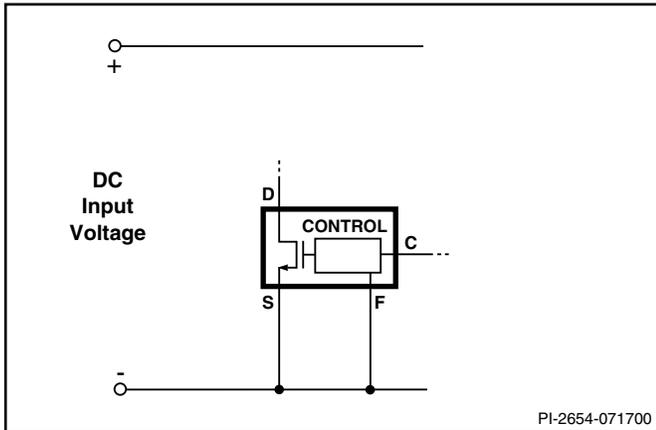 +
DC
Input
Voltage
D
CONTROL
C
S
F
-
PI-2654-071700